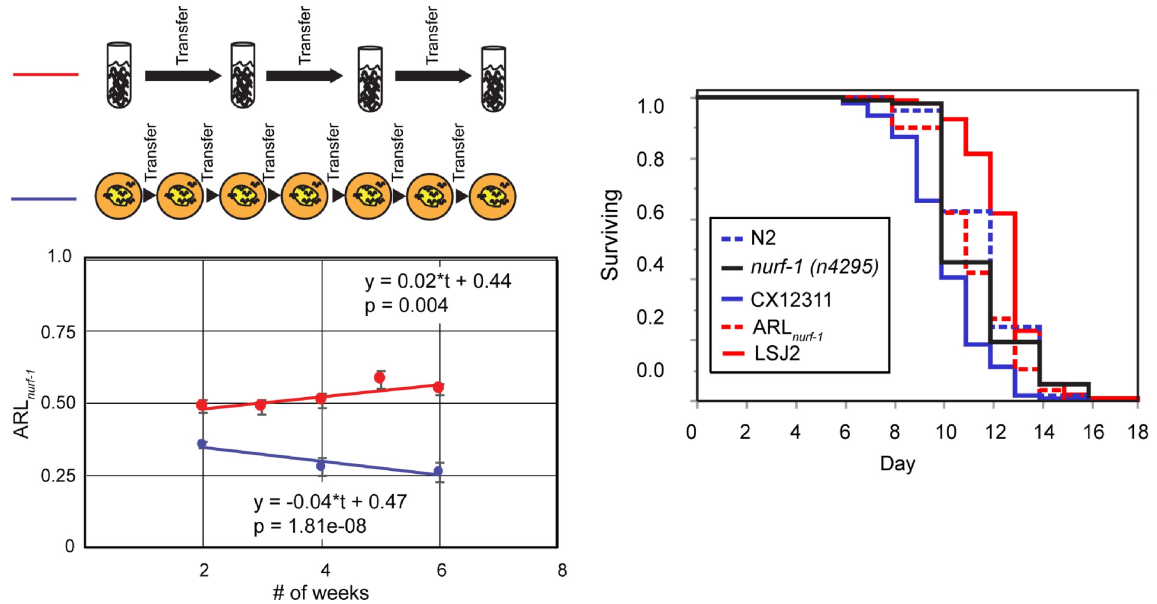 Transfer
Transfer
Transfer
Transfer
Transfer
Transfer
Transfer
Transfer
Transfer
1.0
0.75
0.50
0.25
0
ARLnurf-1
y = 0.02*t + 0.44
p = 0.004
y = -0.04*t + 0.47
p = 1.81e-08
2
4
6
8
# of weeks
1.0
0.8
0.6
0.4
0.2
0.0
Surviving
N2
nurf-1 (n4295)
CX12311
ARLnurf-1
LSJ2
0
2
4
6
8
10
12
14
16
18
Day